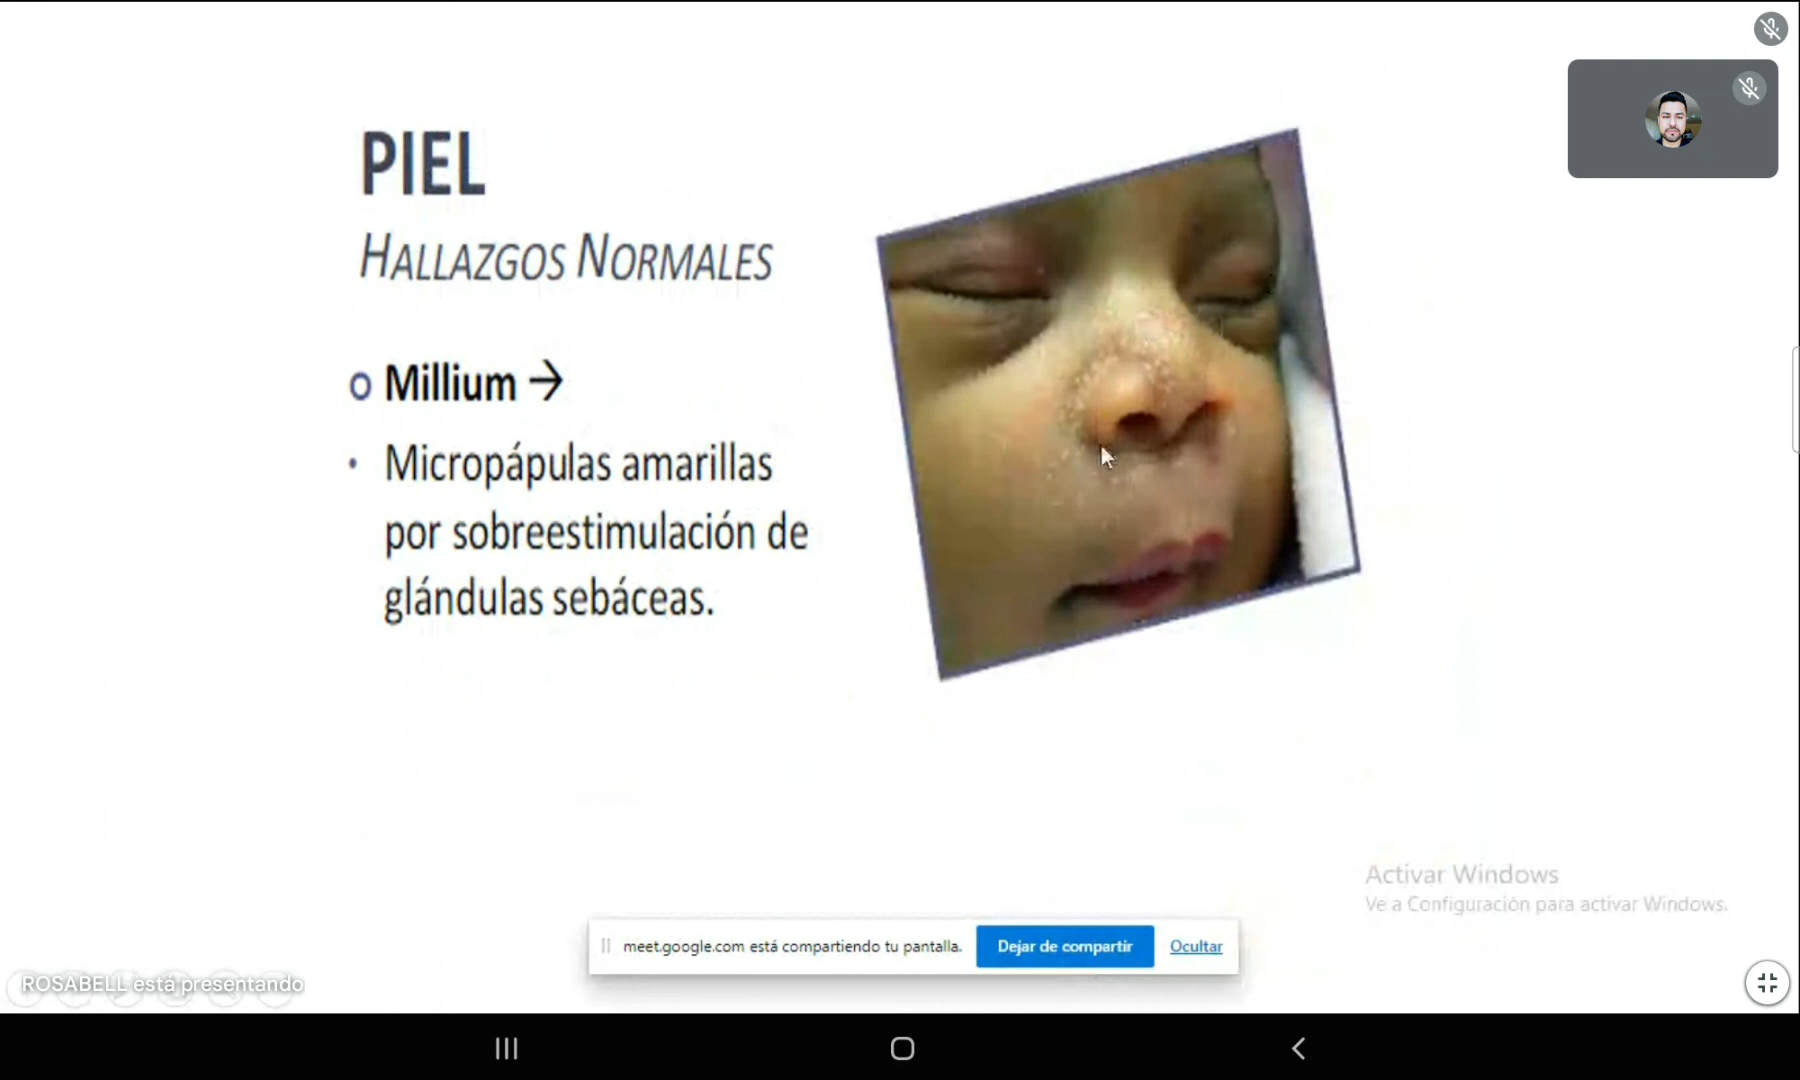 PIEL
HALLAZGOS NORMALES
o Millium →
• Micropápulas amarillas
por sobreestimulación de
glándulas sebáceas.
Activar Windows
Ve a Configuración para activar Windows.
meet.google.com está compartiendo tu pantalla. Dejar de compartir Ocultar
ROSABELL está presentando